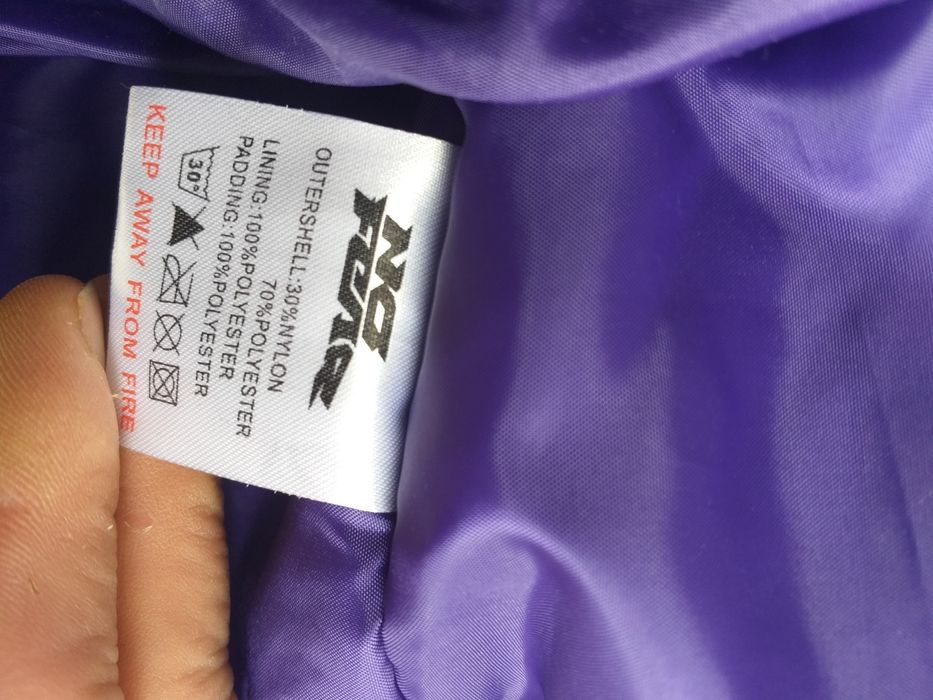 NO
FEAR
OUTERSHELL:30%NYLON
70%POLYESTER
LINING:100%POLYESTER
PADDING:100%POLYESTER
30°
KEEP AWAY FROM FIRE